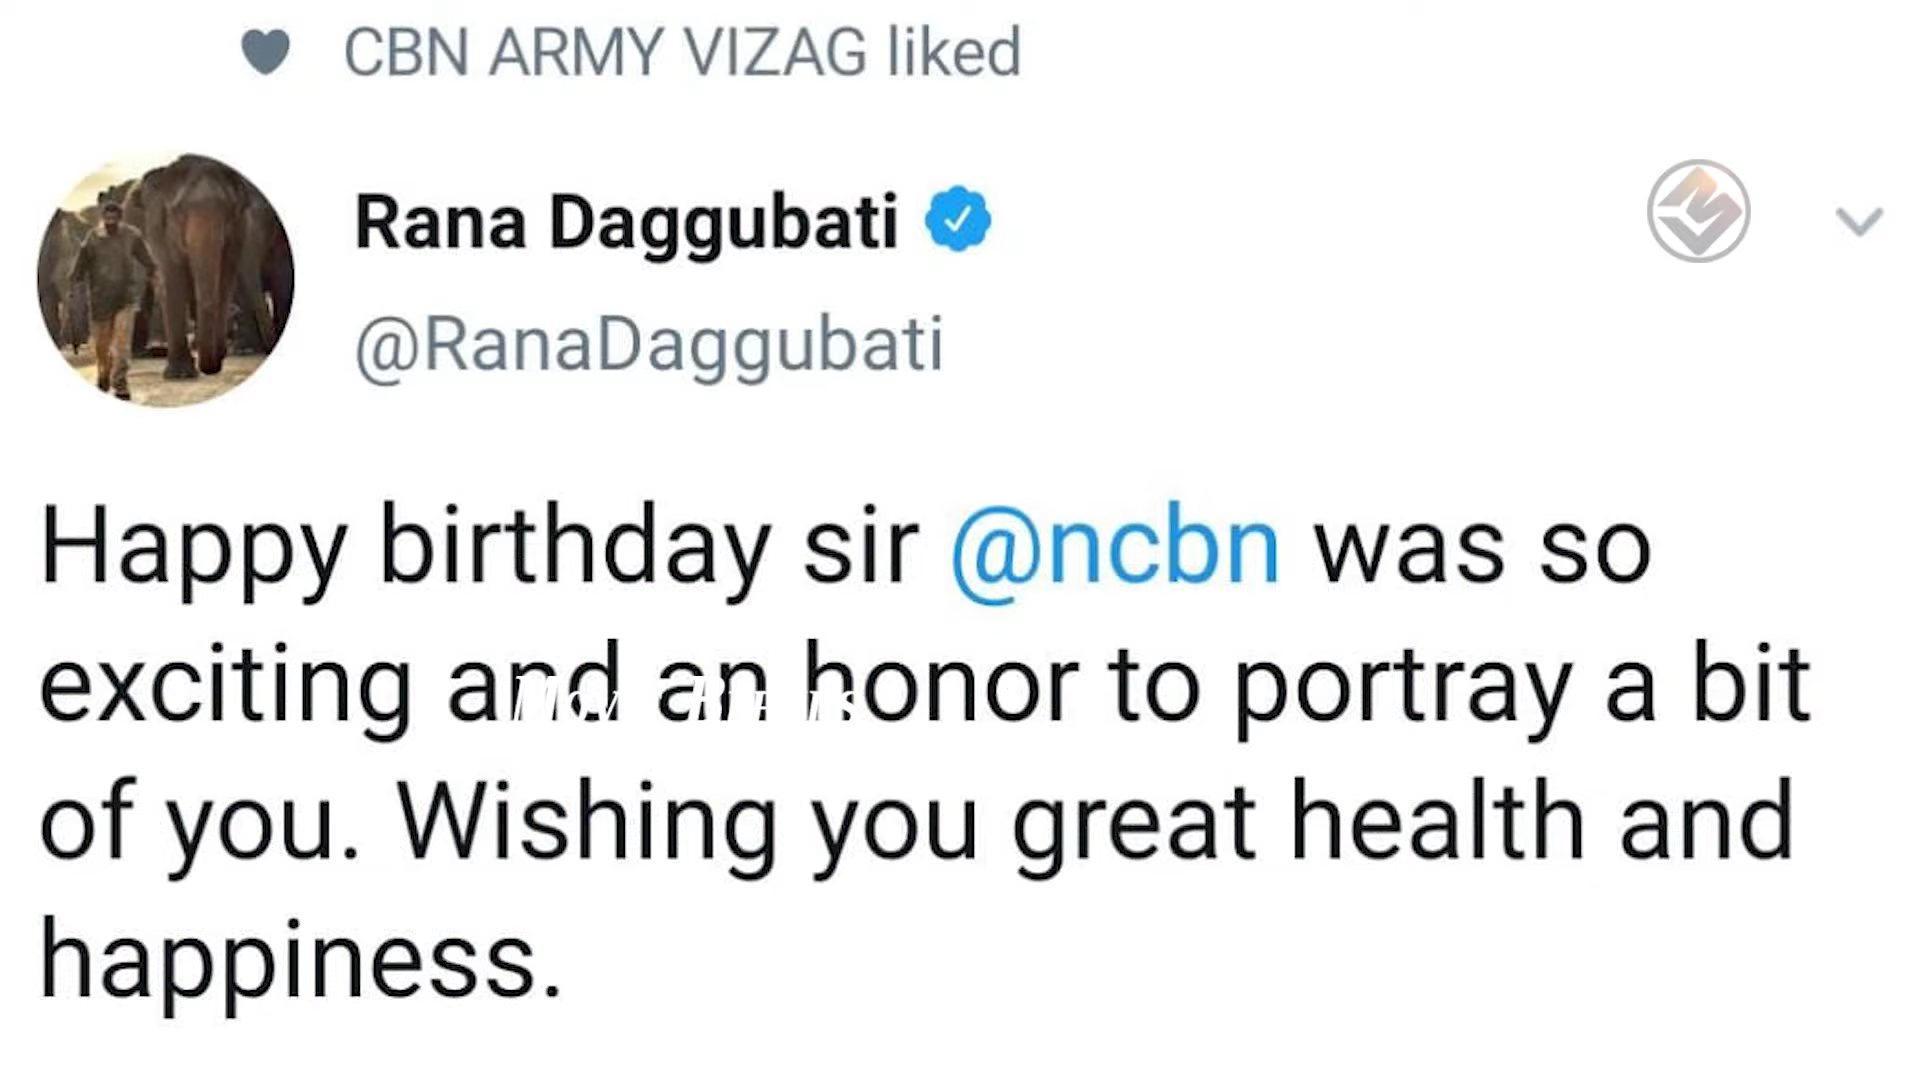 CBN ARMY VIZAG liked
Rana Daggubati
@RanaDaggubati
Happy birthday sir @ncbn was so
exciting and an honor to portray a bit
of you. Wishing you great health and
happiness.